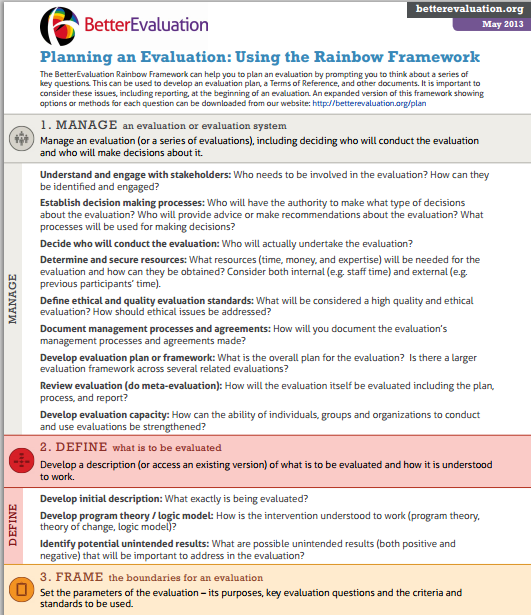 betterevaluation.org
May 2013
BetterEvaluation
Planning an Evaluation: Using the Rainbow Framework
The BetterEvaluation Rainbow Framework can help you to plan an evaluation by prompting you to think about a series of
key questions. This can be used to develop an evaluation plan, a Terms of Reference, and other documents. It is important to
consider these issues, including reporting, at the beginning of an evaluation. An expanded version of this framework showing
options or methods for each question can be downloaded from our website: http://betterevaluation.org/plan
1. MANAGE an evaluation or evaluation system
Manage an evaluation (or a series of evaluations), including deciding who will conduct the evaluation
and who will make decisions about it.
MANAGE
Understand and engage with stakeholders: Who needs to be involved in the evaluation? How can they
be identified and engaged?
Establish decision making processes: Who will have the authority to make what type of decisions
about the evaluation? Who will provide advice or make recommendations about the evaluation? What
processes will be used for making decisions?
Decide who will conduct the evaluation: Who will actually undertake the evaluation?
Determine and secure resources: What resources (time, money, and expertise) will be needed for the
evaluation and how can they be obtained? Consider both internal (e.g. staff time) and external (e.g.
previous participants' time).
Define ethical and quality evaluation standards: What will be considered a high quality and ethical
evaluation? How should ethical issues be addressed?
Document management processes and agreements: How will you document the evaluation's
management processes and agreements made?
Develop evaluation plan or framework: What is the overall plan for the evaluation? Is there a larger
evaluation framework across several related evaluations?
Review evaluation (do meta-evaluation): How will the evaluation itself be evaluated including the plan,
process, and report?
Develop evaluation capacity: How can the ability of individuals, groups and organizations to conduct
and use evaluations be strengthened?
2. DEFINE what is to be evaluated
Develop a description (or access an existing version) of what is to be evaluated and how it is understood
to work.
DEFINE
Develop initial description: What exactly is being evaluated?
Develop program theory / logic model: How is the intervention understood to work (program theory,
theory of change, logic model)?
Identify potential unintended results: What are possible unintended results (both positive and
negative) that will be important to address in the evaluation?
3. FRAME the boundaries for an evaluation
Set the parameters of the evaluation – its purposes, key evaluation questions and the criteria and
standards to be used.